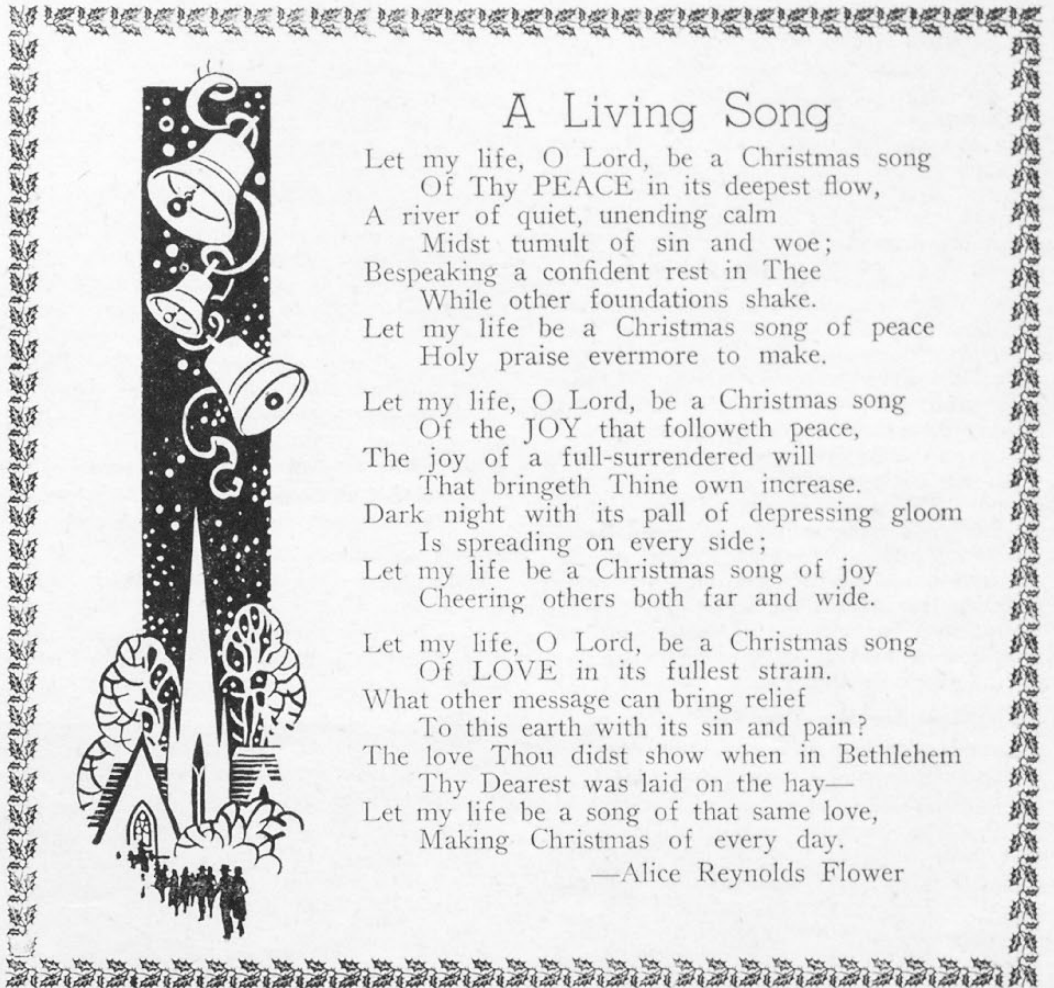 A Living Song
Let my life, O Lord, be a Christmas song
Of Thy PEACE in its deepest flow,
A river of quiet, unending calm
Midst tumult of sin and woe;
Bespeaking a confident rest in Thee
While other foundations shake.
Let my life be a Christmas song of peace
Holy praise evermore to make.
Let my life, O Lord, be a Christmas song
Of the JOY that followeth peace,
The joy of a full-surrendered will
That bringeth Thine own increase.
Dark night with its pall of depressing gloom
Is spreading on every side;
Let my life be a Christmas song of joy
Cheering others both far and wide.
Let my life, O Lord, be a Christmas song
Of LOVE in its fullest strain.
What other message can bring relief
To this earth with its sin and pain?
The love Thou didst show when in Bethlehem
Thy Dearest was laid on the hay—
Let my life be a song of that same love,
Making Christmas of every day.
—Alice Reynolds Flower